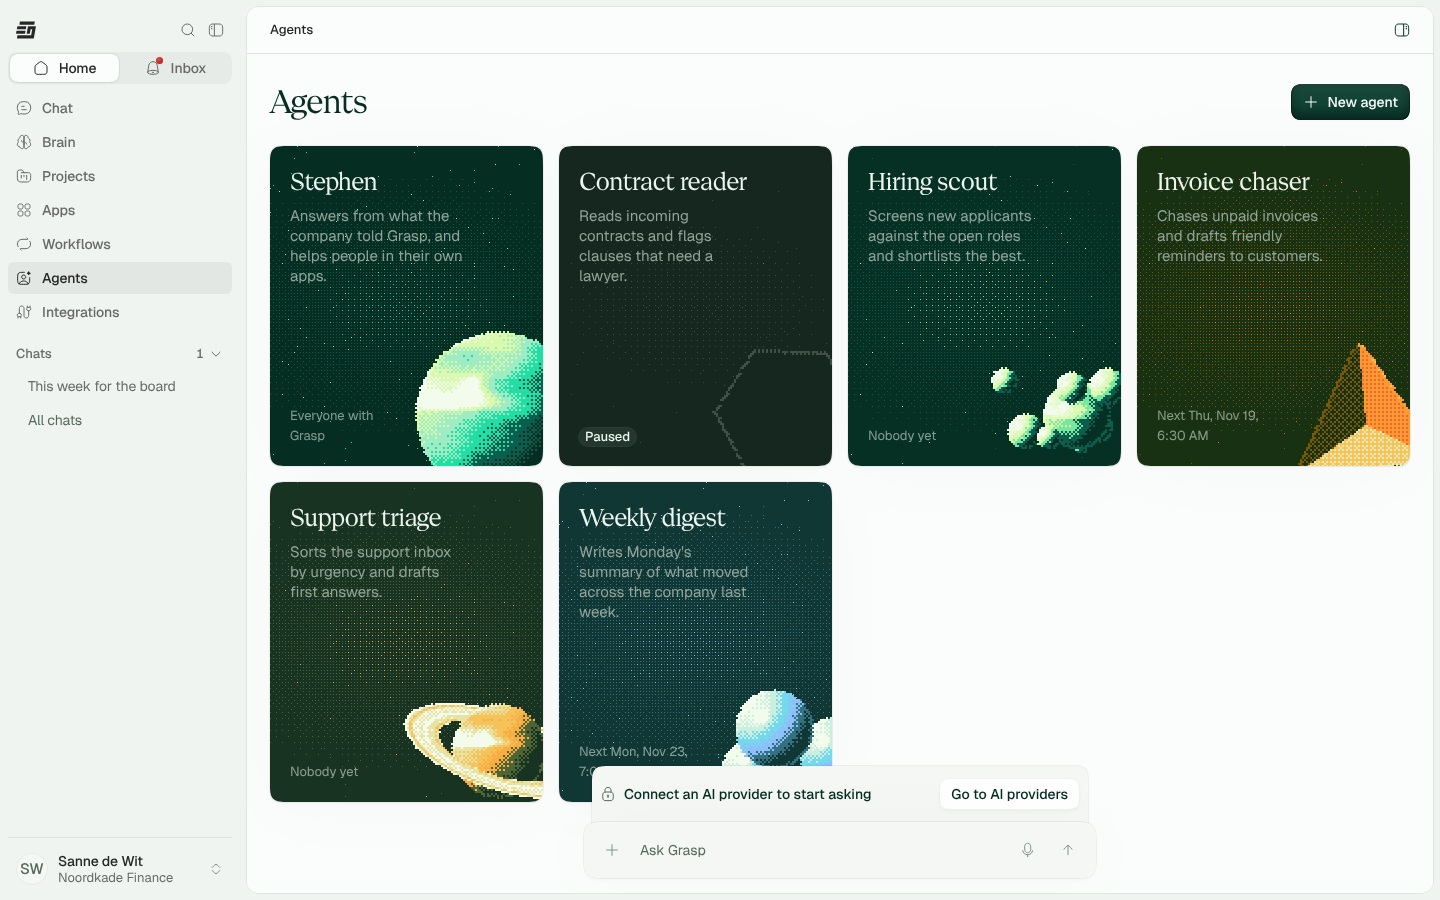 Agents
Home
Inbox
Chat
Brain
Projects
Apps
Workflows
Agents
Integrations
Chats
1
This week for the board
All chats
SW
Sanne de Wit
Noordkade Finance
Agents
New agent
Stephen
Answers from what the
company told Grasp, and
helps people in their own
apps.
Everyone with
Grasp
Contract reader
Reads incoming
contracts and flags
clauses that need a
lawyer.
Paused
Hiring scout
Screens new applicants
against the open roles
and shortlists the best.
Nobody yet
Invoice chaser
Chases unpaid invoices
and drafts friendly
reminders to customers.
Next Thu, Nov 19,
6:30 AM
Support triage
Sorts the support inbox
by urgency and drafts
first answers.
Nobody yet
Weekly digest
Writes Monday's
summary of what moved
across the company last
week.
Next Mon, Nov 23,
Connect an AI provider to start asking
Go to AI providers
Ask Grasp